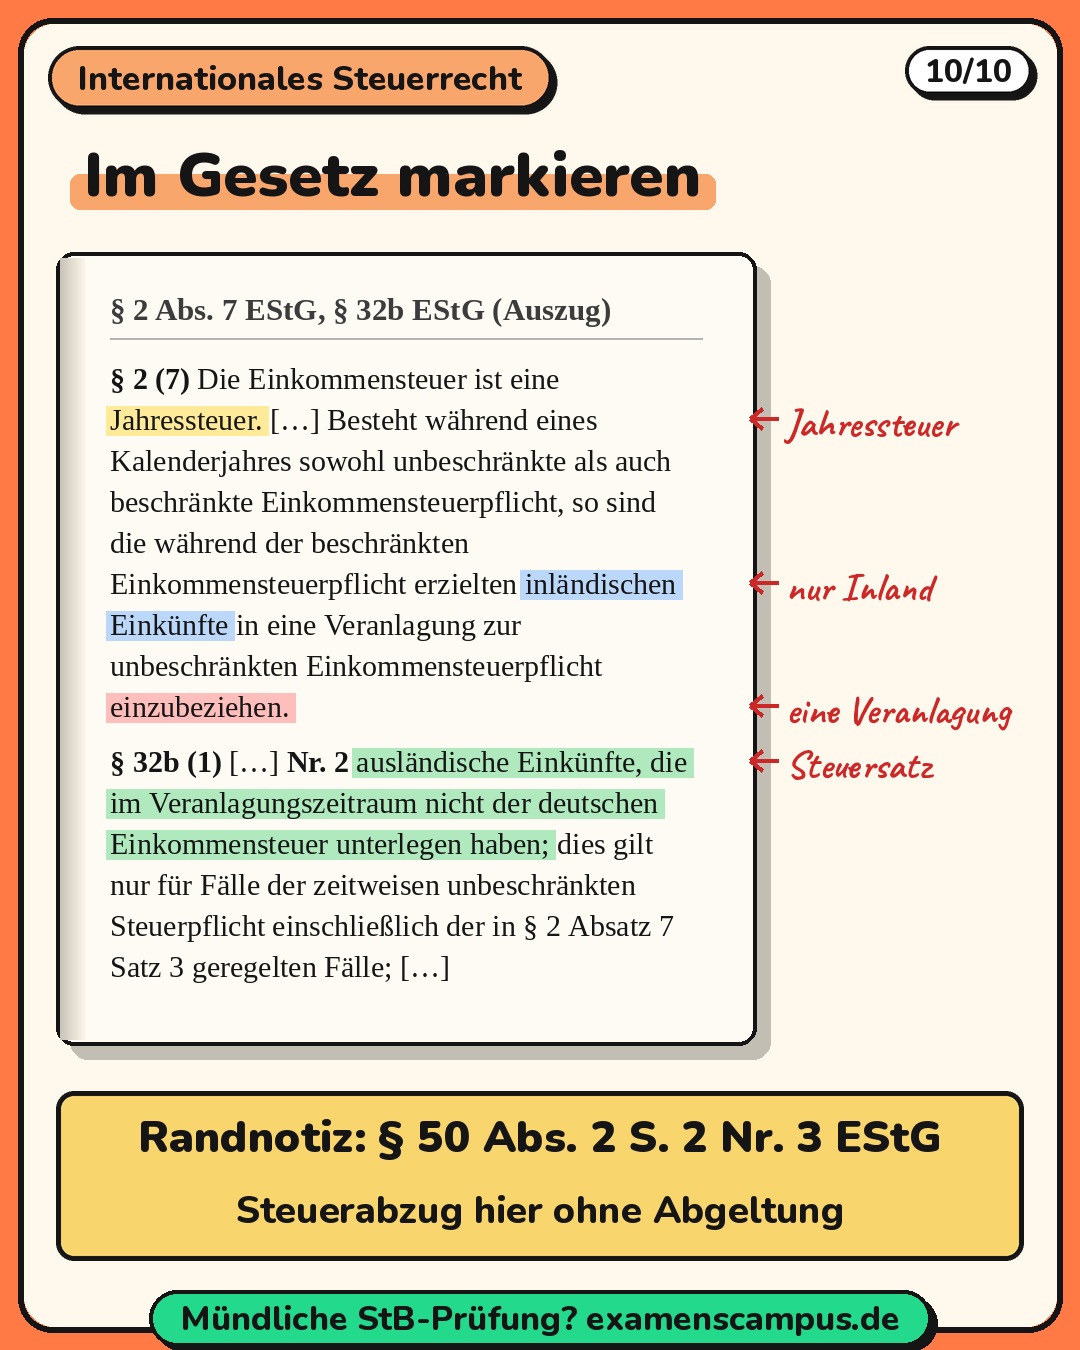 Internationales Steuerrecht
10/10
Im Gesetz markieren
§ 2 Abs. 7 EStG, § 32b EStG (Auszug)
§ 2 (7) Die Einkommensteuer ist eine
Jahressteuer. […] Besteht während eines
Kalenderjahres sowohl unbeschränkte als auch
beschränkte Einkommensteuerpflicht, so sind
die während der beschränkten
Einkommensteuerpflicht erzielten inländischen
Einkünfte in eine Veranlagung zur
unbeschränkten Einkommensteuerpflicht
einzubeziehen.
§ 32b (1) […] Nr. 2 ausländische Einkünfte, die
im Veranlagungszeitraum nicht der deutschen
Einkommensteuer unterlegen haben; dies gilt
nur für Fälle der zeitweisen unbeschränkten
Steuerpflicht einschließlich der in § 2 Absatz 7
Satz 3 geregelten Fälle; […]
Jahressteuer
nur Inland
eine Veranlagung
Steuersatz
Randnotiz: § 50 Abs. 2 S. 2 Nr. 3 EStG
Steuerabzug hier ohne Abgeltung
Mündliche StB-Prüfung? examenscampus.de